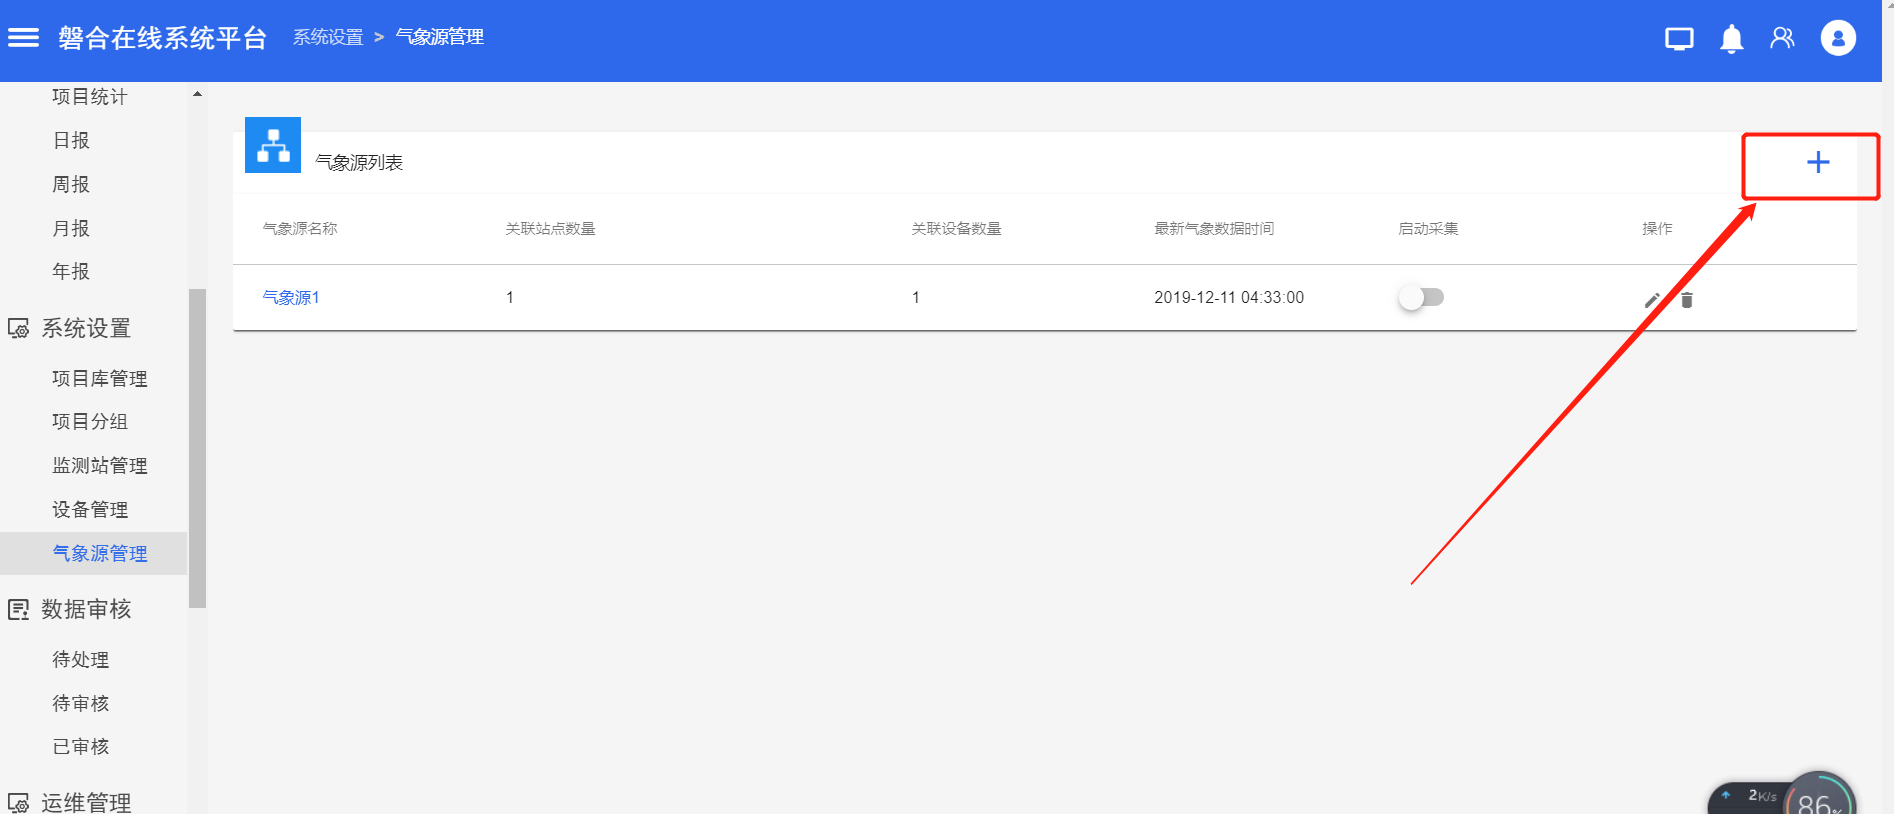 磐合在线系统平台 系统设置 > 气象源管理
项目统计
日报
周报
月报
年报
系统设置
项目库管理
项目分组
监测站管理
设备管理
气象源管理
数据审核
待处理
待审核
已审核
运维管理
气象源列表
气象源名称 关联站点数量 关联设备数量 最新气象数据时间 启动采集 操作
气象源1 1 1 2019-12-11 04:33:00
2K/s
86%